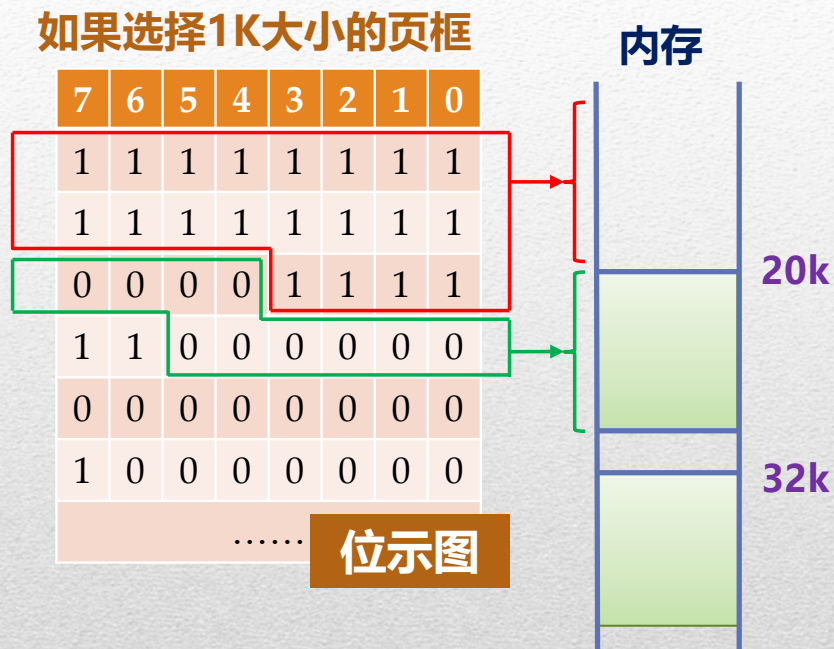 如果选择1K大小的页框
内存
7 6 5 4 3 2 1 0
1 1 1 1 1 1 1 1
1 1 1 1 1 1 1 1
0 0 0 0 1 1 1 1
20k
1 1 0 0 0 0 0 0
0 0 0 0 0 0 0 0
1 0 0 0 0 0 0 0
32k
……
位示图